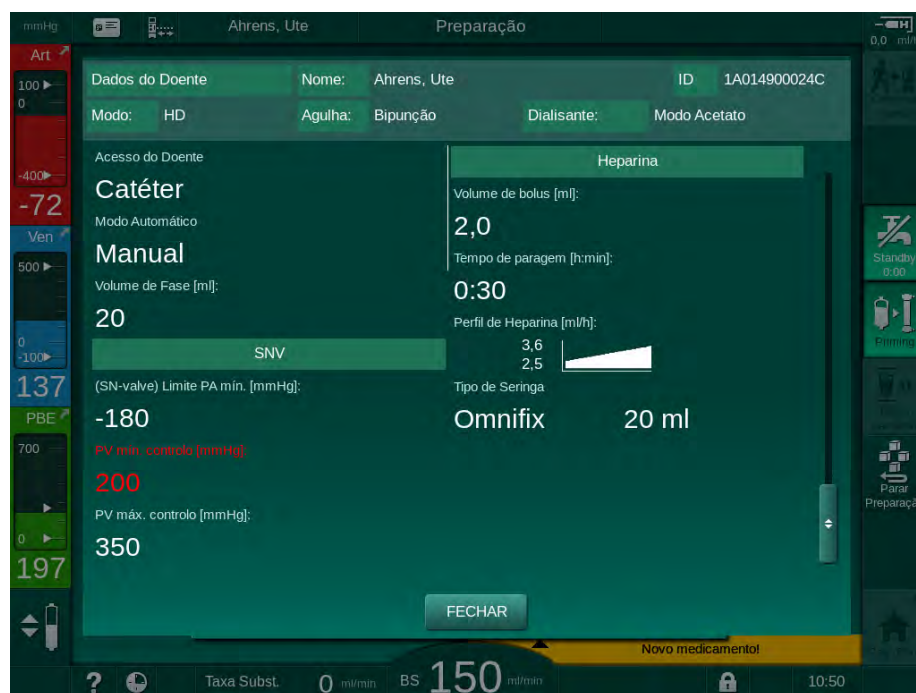 mmHg
Ahrens, Ute
Preparação
0,0 ml/
Art
100
0
-400
-72
Ven
500
0
-100
137
PBE
700
0
197
Dados do Doente
Nome: Ahrens, Ute
ID 1A014900024C
Modo: HD
Agulha: Bipunção
Dialisante: Modo Acetato
Acesso do Doente
Catéter
Modo Automático
Manual
Volume de Fase [ml]:
20
SNV
(SN-valve) Limite PA mín. [mmHg]:
-180
PV mín. controlo [mmHg]:
200
PV máx. controlo [mmHg]:
350
Heparina
Volume de bolus [ml]:
2,0
Tempo de paragem [h:min]:
0:30
Perfil de Heparina [ml/h]:
3,6
2,5
Tipo de Seringa
Omnifix 20 ml
FECHAR
Standby
0:00
Priming
Parar
Preparaçã
Novo medicamento!
?
Taxa Subst. 0 ml/min
BS 150 ml/min
10:50